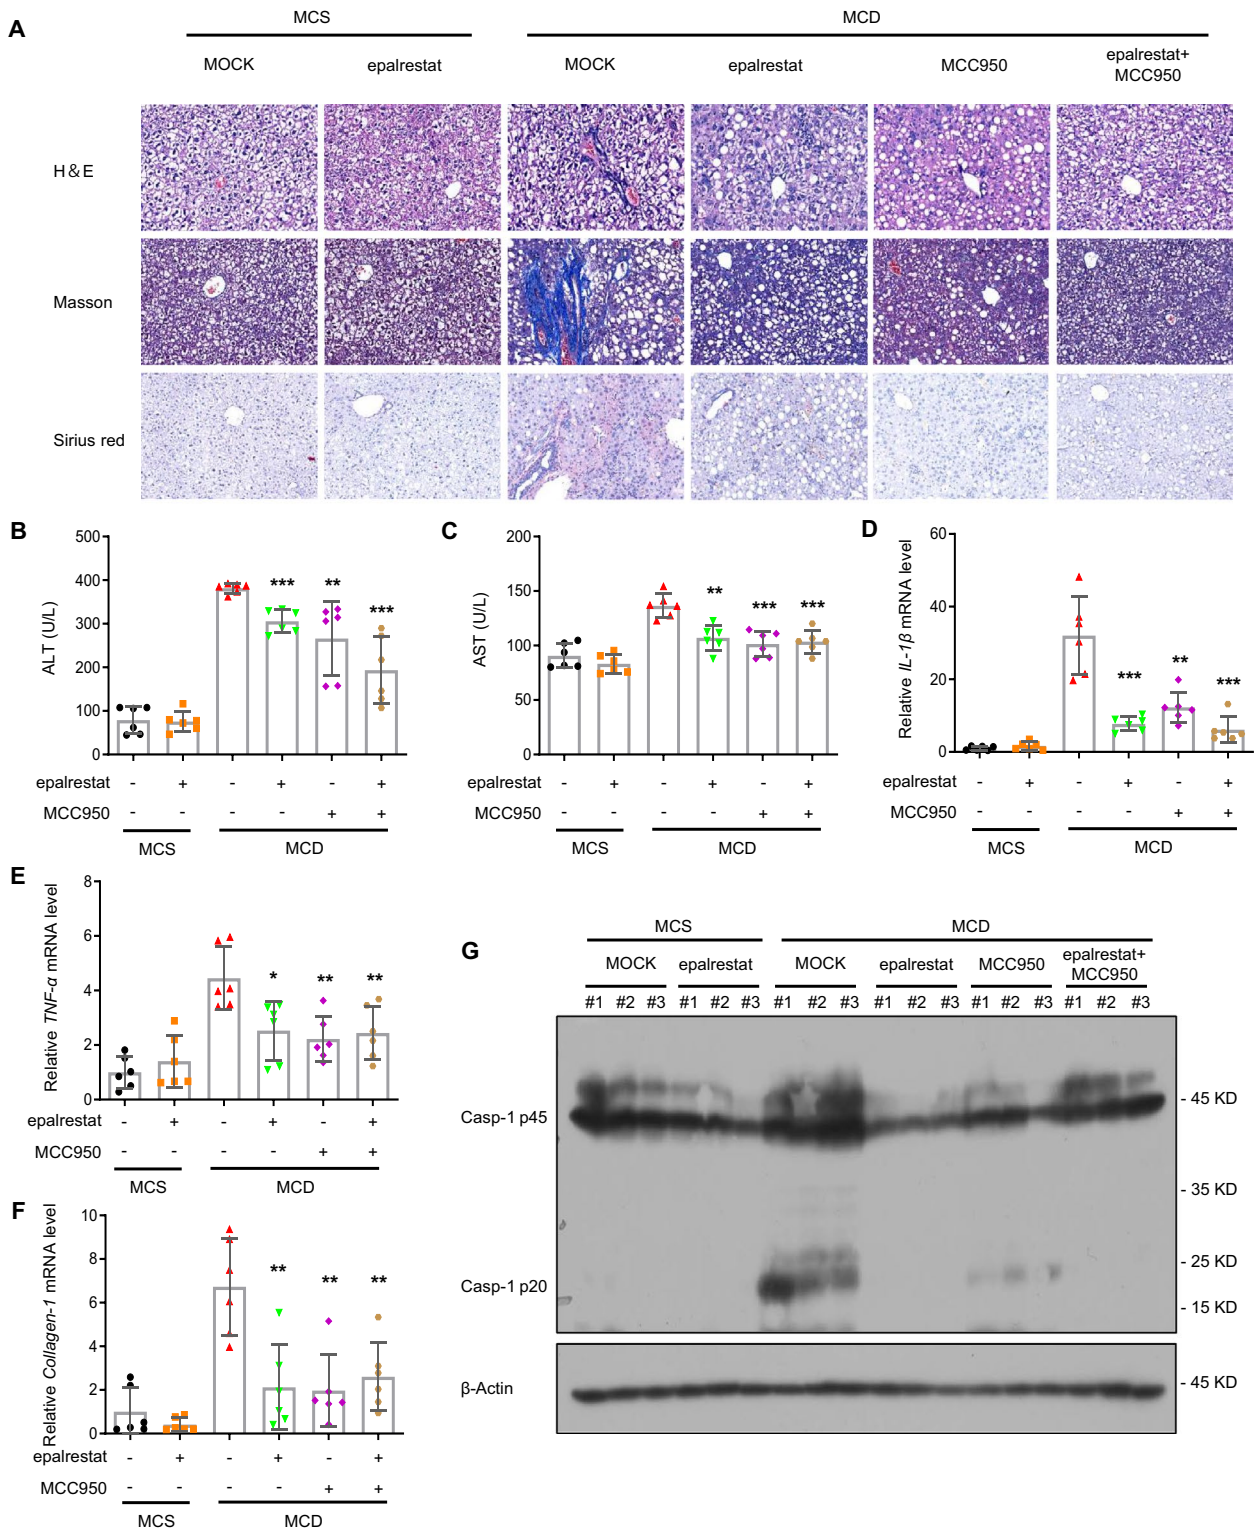 A
MCS MCD
MOCK epalrestat MOCK epalrestat MCC950 epalrestat+
MCC950
H & E
Masson
Sirius red
B
ALT (U/L)
500
400
300
200
100
0
*** ** ***
epalrestat - + - + - +
MCC950 - - - - + +
MCS MCD
C
AST (U/L)
200
150
100
50
0
** *** ***
epalrestat - + - + - +
MCC950 - - - - + +
MCS MCD
D
Relative IL-1β mRNA level
60
40
20
0
*** ** ***
epalrestat - + - + - +
MCC950 - - - - + +
MCS MCD
E
Relative TNF-α mRNA level
8
6
4
2
0
* ** **
epalrestat - + - + - +
MCC950 - - - - + +
MCS MCD
F
Relative Collagen-1 mRNA level
10
8
6
4
2
0
** ** **
epalrestat - + - + - +
MCC950 - - - - + +
MCS MCD
G
MCS MCD
MOCK epalrestat MOCK epalrestat MCC950 epalrestat+
MCC950
#1 #2 #3 #1 #2 #3 #1 #2 #3 #1 #2 #3 #1 #2 #3 #1 #2 #3
Casp-1 p45
- 45 KD
- 35 KD
- 25 KD
Casp-1 p20
- 15 KD
β-Actin
- 45 KD